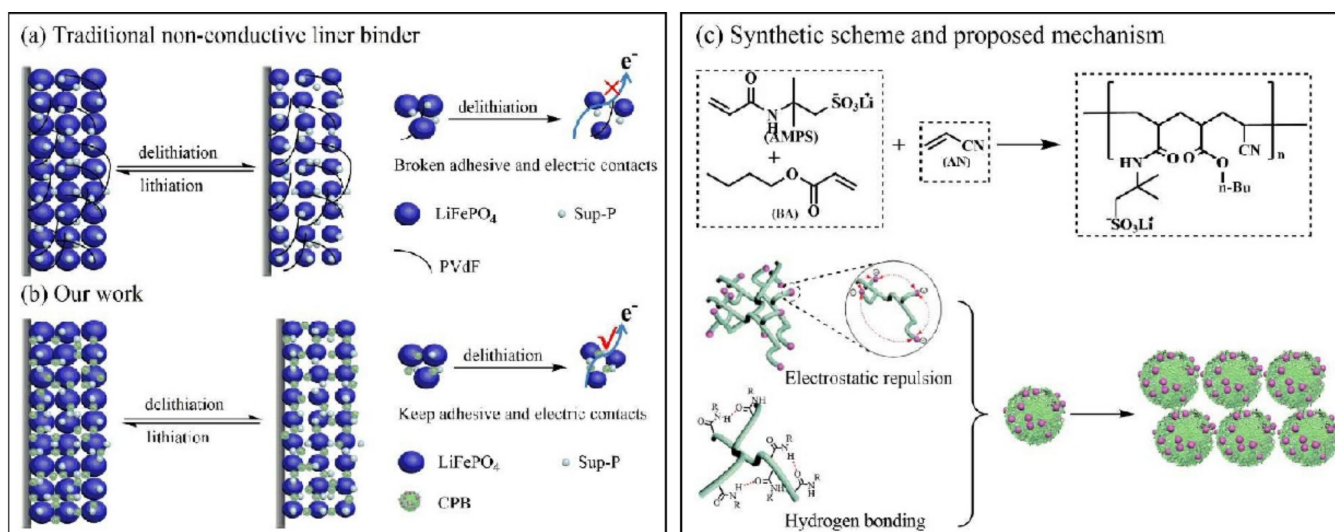 (a) Traditional non-conductive liner binder
delithiation
lithiation
delithiation
e-
Broken adhesive and electric contacts
LiFePO4
Sup-P
PVdF
(b) Our work
delithiation
lithiation
delithiation
e-
Keep adhesive and electric contacts
LiFePO4
Sup-P
CPB
(c) Synthetic scheme and proposed mechanism
O
N
H
SO3Li
(AMPS)
+
O
O
(BA)
+
CN
(AN)
n
O
HN
O
O
CN
n-Bu
SO3Li
Electrostatic repulsion
Hydrogen bonding